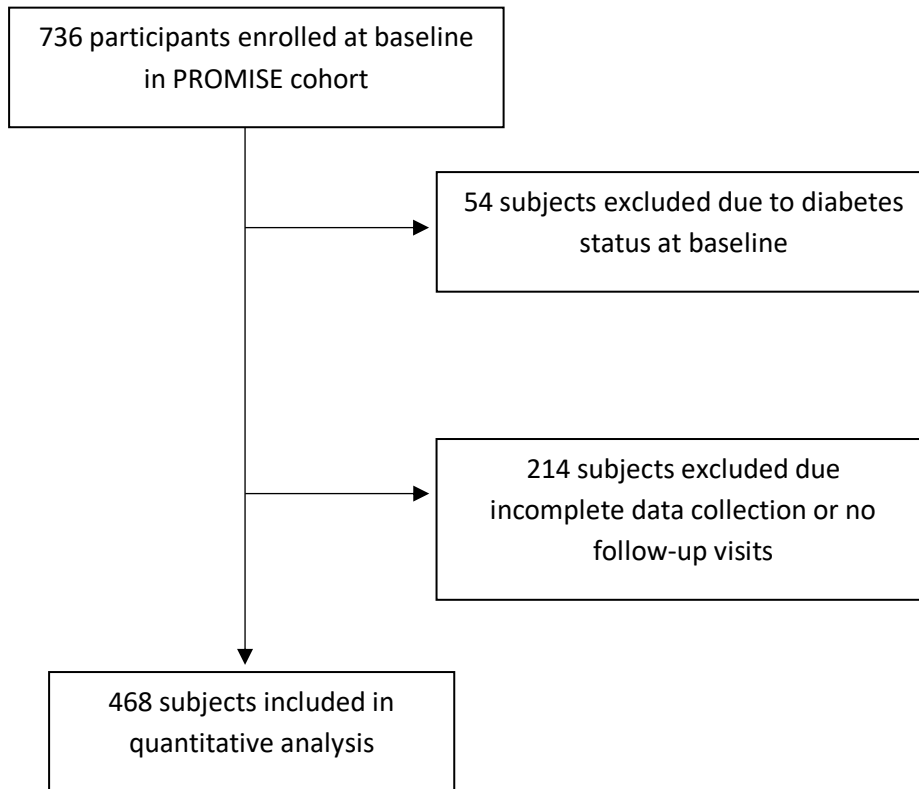 736 participants enrolled at baseline
in PROMISE cohort
54 subjects excluded due to diabetes
status at baseline
214 subjects excluded due
incomplete data collection or no
follow-up visits
468 subjects included in
quantitative analysis